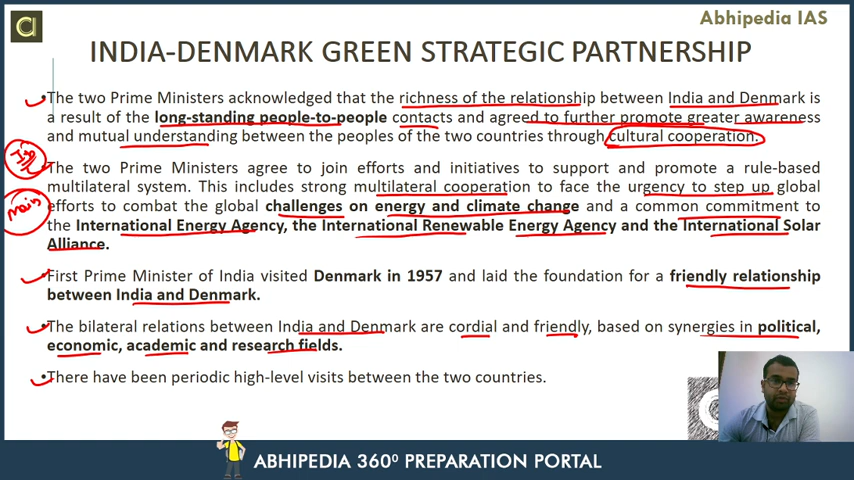 Abhipedia IAS
INDIA-DENMARK GREEN STRATEGIC PARTNERSHIP
•The two Prime Ministers acknowledged that the richness of the relationship between India and Denmark is
a result of the long-standing people-to-people contacts and agreed to further promote greater awareness
and mutual understanding between the peoples of the two countries through cultural cooperation.
•The two Prime Ministers agree to join efforts and initiatives to support and promote a rule-based
multilateral system. This includes strong multilateral cooperation to face the urgency to step up global
efforts to combat the global challenges on energy and climate change and a common commitment to
the International Energy Agency, the International Renewable Energy Agency and the International Solar
Alliance.
•First Prime Minister of India visited Denmark in 1957 and laid the foundation for a friendly relationship
between India and Denmark.
•The bilateral relations between India and Denmark are cordial and friendly, based on synergies in political,
economic, academic and research fields.
•There have been periodic high-level visits between the two countries.
ABHIPEDIA 360⁰ PREPARATION PORTAL